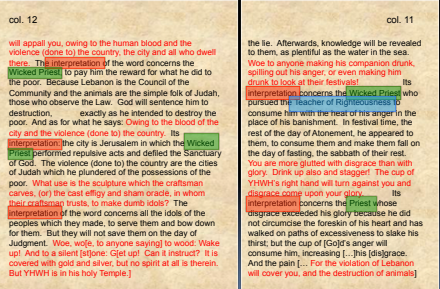 col. 12
will appall you, owing to the human blood and the
violence (done to) the country, the city and all who dwell
there. The interpretation of the word concerns the
Wicked Priest, to pay him the reward for what he did to
the poor. Because Lebanon is the Council of the
Community and the animals are the simple folk of Judah,
those who observe the Law. God will sentence him to
destruction, exactly as he intended to destroy the
poor. And as for what he says: Owing to the blood of the
city and the violence (done to) the country. Its
interpretation: the city is Jerusalem in which the Wicked
Priest performed repulsive acts and defiled the Sanctuary
of God. The violence (done to) the country are the cities
of Judah which he plundered of the possessions of the
poor. What use is the sculpture which the craftsman
carves, (or) the cast effigy and sham oracle, in whom
their craftsman trusts, to make dumb idols? The
interpretation of the word concerns all the idols of the
peoples which they made, to serve them and bow down
for them. But they will not save them on the day of
Judgment. Woe, wo[e, to anyone saying] to wood: Wake
up! And to a silent [st]one: G[et up! Can it instruct? It is
covered with gold and silver, but no spirit at all is therein.
But YHWH is in his holy Temple.]
col. 11
the lie. Afterwards, knowledge will be revealed
to them, as plentiful as the water in the sea.
Woe to anyone making his companion drunk,
spilling out his anger, or even making him
drunk to look at their festivals! Its
interpretation concerns the Wicked Priest who
pursued the Teacher of Righteousness to
consume him with the heat of his anger in the
place of his banishment. In festival time, the
rest of the day of Atonement, he appeared to
them, to consume them and make them fall on
the day of fasting, the sabbath of their rest.
You are more glutted with disgrace than with
glory. Drink up also and stagger! The cup of
YHWH's right hand will turn against you and
disgrace come upon your glory. Its
interpretation concerns the Priest whose
disgrace exceeded his glory because he did
not circumcise the foreskin of his heart and has
walked on paths of excessiveness to slake his
thirst; but the cup of [Go]d's anger will
consume him, increasing [...]his [dis]grace.
And the pain [... For the violation of Lebanon
will cover you, and the destruction of animals]